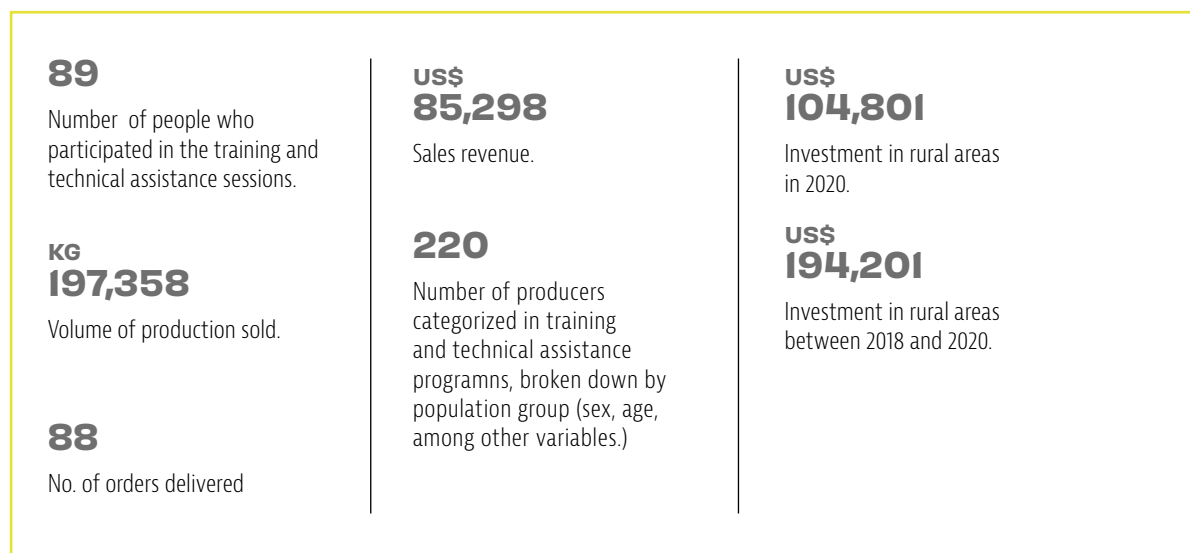 89
Number of people who
participated in the training and
technical assistance sessions.
KG
197,358
Volume of production sold.
88
No. of orders delivered
US$
85,298
Sales revenue.
220
Number of producers
categorized in training
and technical assistance
programns, broken down by
population group (sex, age,
among other variables.)
US$
104,801
Investment in rural areas
in 2020.
US$
194,201
Investment in rural areas
between 2018 and 2020.